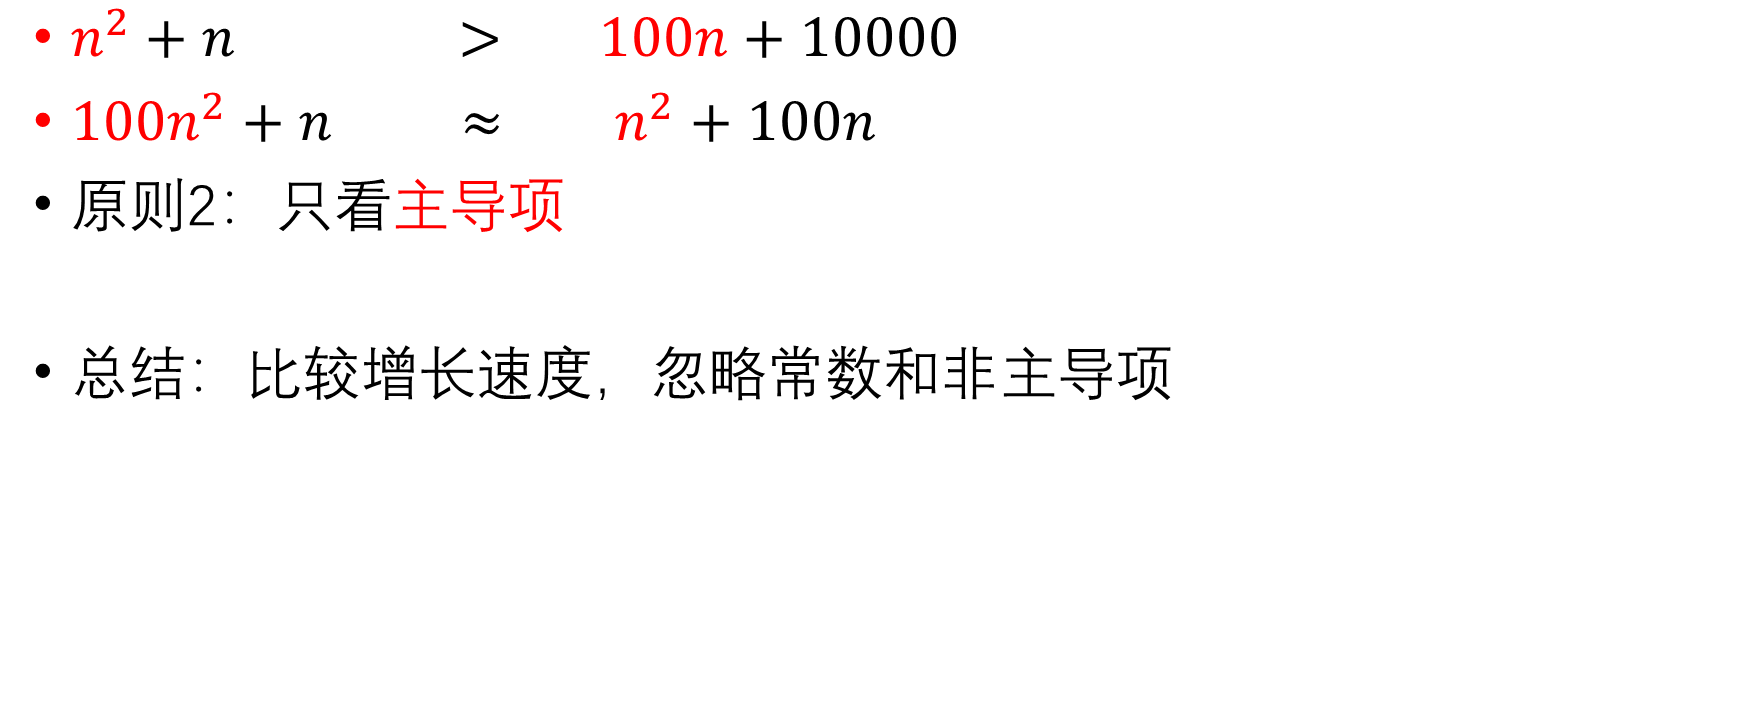 • n² + n > 100n + 10000
• 100n² + n ≈ n² + 100n
• 原则2：只看主导项
• 总结：比较增长速度，忽略常数和非主导项